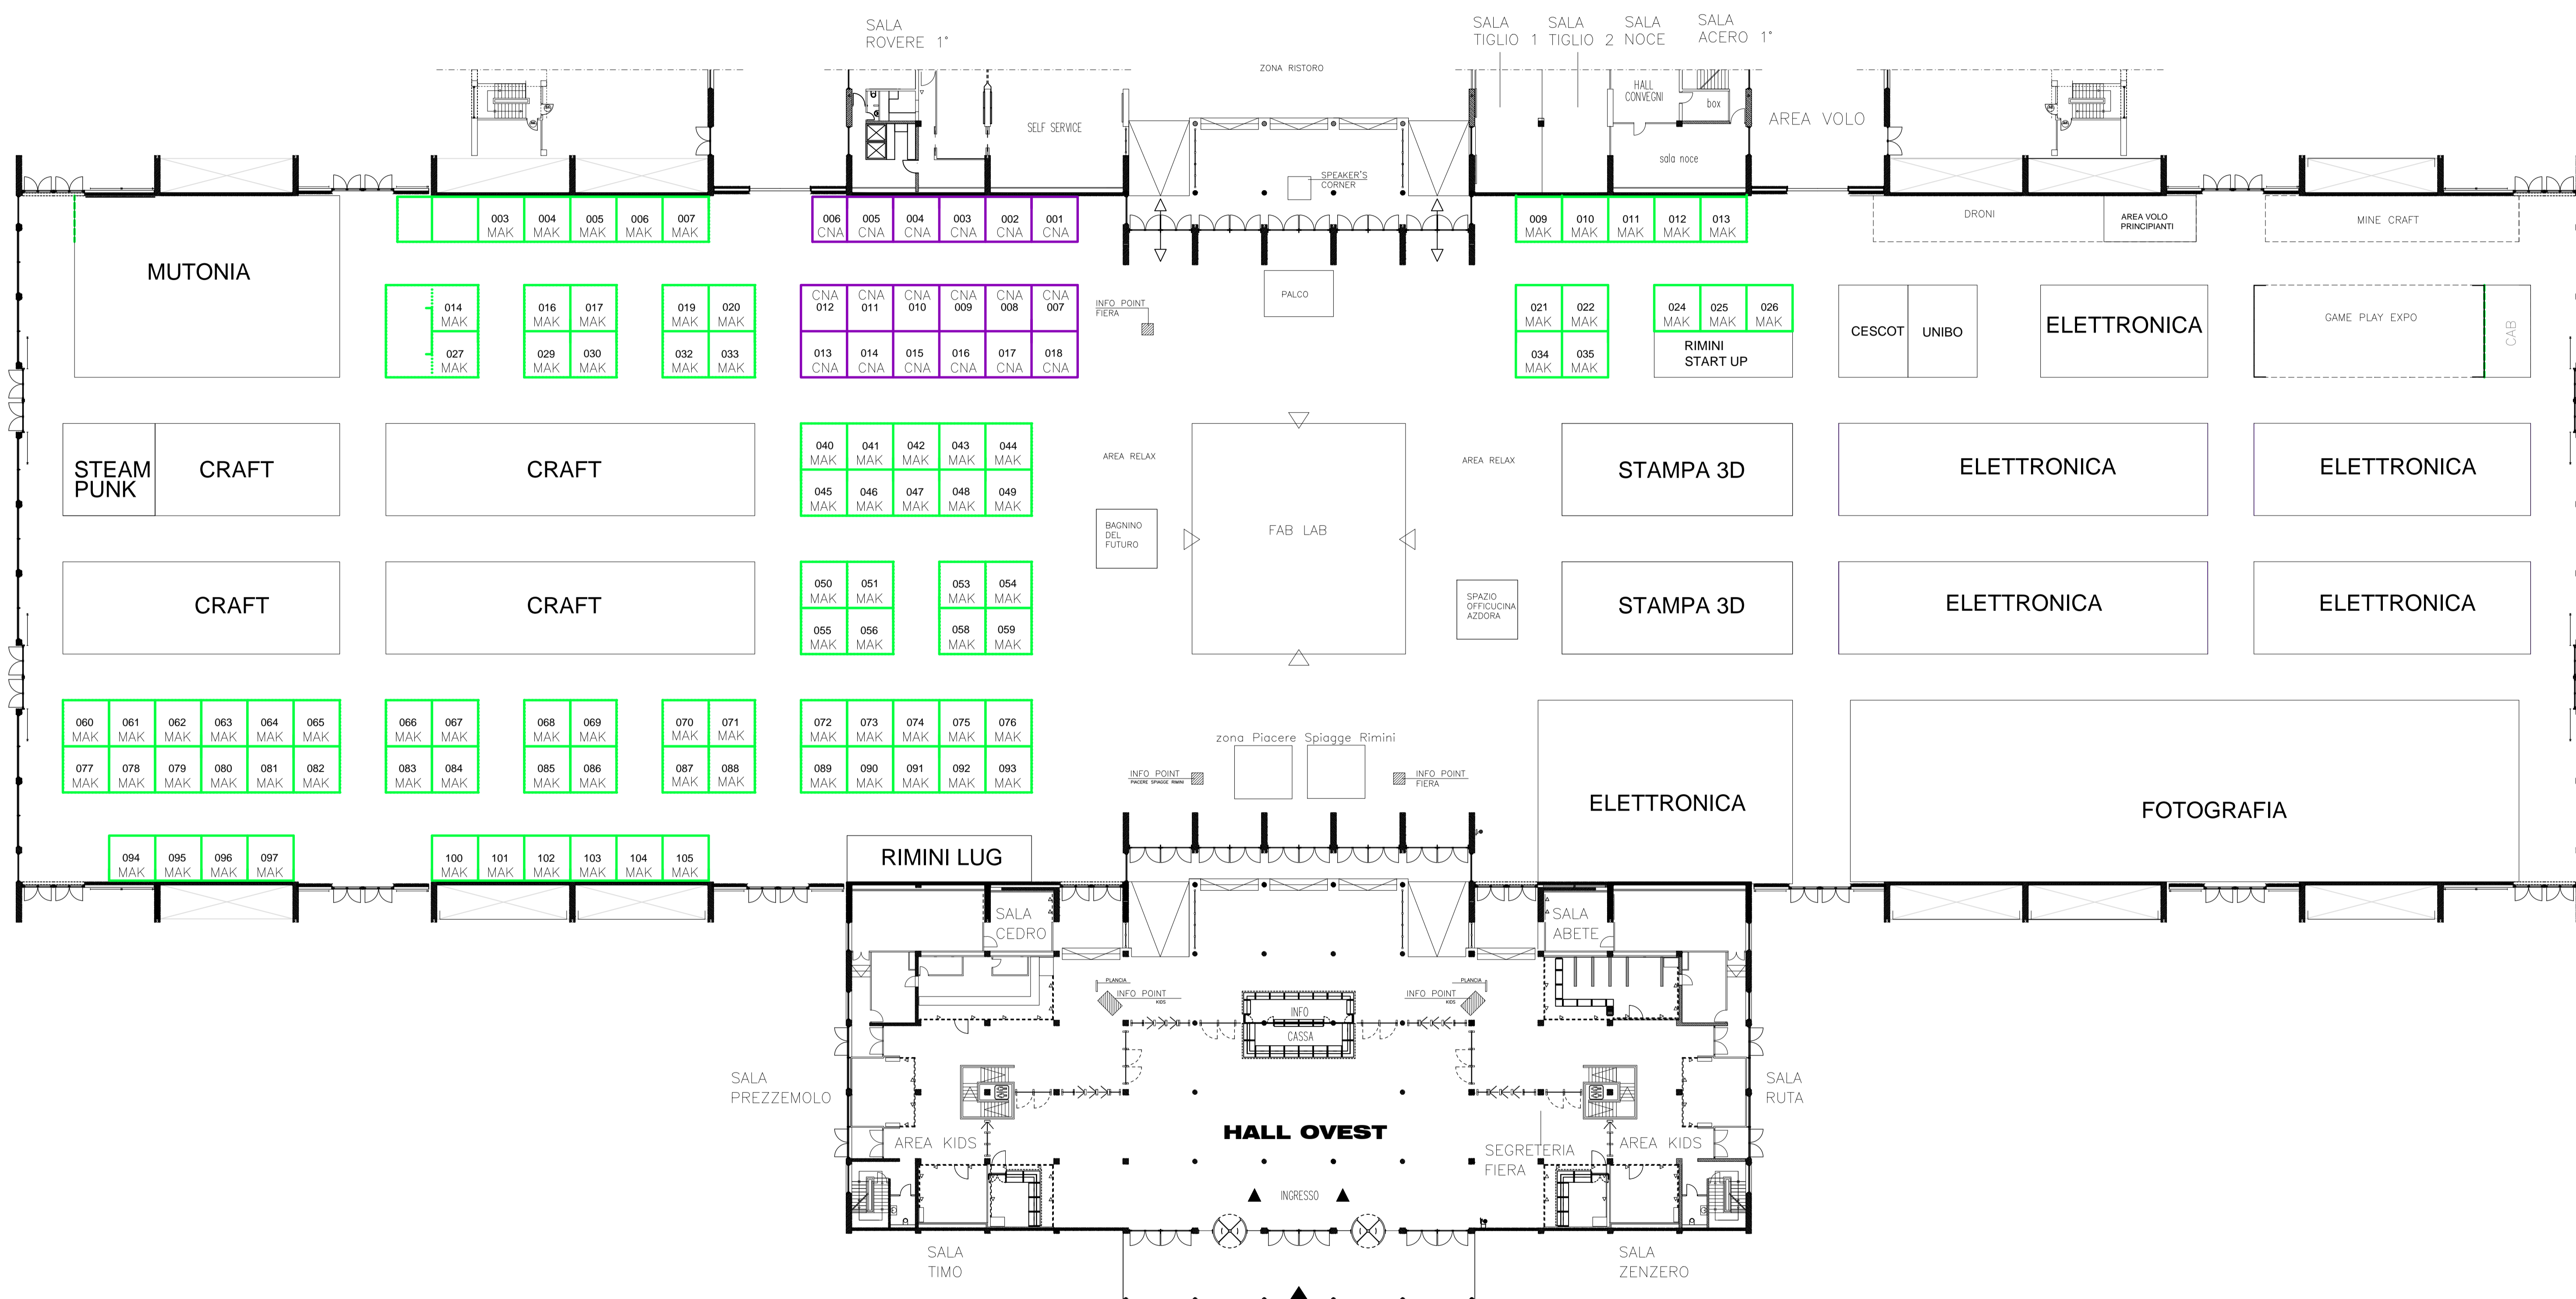 SALA
ROVERE 1°
ZONA RISTORO
SALA
TIGLIO 1
SALA
TIGLIO 2
SALA
NOCE
SALA
ACERO 1°
SELF SERVICE
HALL
CONVEGNI
box
AREA VOLO
sala noce
SPEAKER'S
CORNER
003 004 005 006 007
MAK MAK MAK MAK MAK
006 005 004 003 002 001
CNA CNA CNA CNA CNA CNA
009 010 011 012 013
MAK MAK MAK MAK MAK
DRONI
AREA VOLO
PRINCIPIANTI
MINE CRAFT
MUTONIA
014 016 017 019 020
MAK MAK MAK MAK MAK
027 029 030 032 033
MAK MAK MAK MAK MAK
CNA CNA CNA CNA CNA CNA
012 011 010 009 008 007
013 014 015 016 017 018
CNA CNA CNA CNA CNA CNA
INFO POINT
FIERA
PALCO
021 022 024 025 026
MAK MAK MAK MAK MAK
034 035
MAK MAK
RIMINI
START UP
CESCOT
UNIBO
ELETTRONICA
GAME PLAY EXPO
CAB
STEAM
PUNK
CRAFT
CRAFT
040 041 042 043 044
MAK MAK MAK MAK MAK
045 046 047 048 049
MAK MAK MAK MAK MAK
AREA RELAX
BAGNINO
DEL
FUTURO
FAB LAB
AREA RELAX
STAMPA 3D
ELETTRONICA
ELETTRONICA
CRAFT
CRAFT
050 051 053 054
MAK MAK MAK MAK
055 056 058 059
MAK MAK MAK MAK
SPAZIO
OFFICUCINA
AZDORA
STAMPA 3D
ELETTRONICA
ELETTRONICA
060 061 062 063 064 065 066 067 068 069 070 071 072 073 074 075 076
MAK MAK MAK MAK MAK MAK MAK MAK MAK MAK MAK MAK MAK MAK MAK MAK MAK
077 078 079 080 081 082 083 084 085 086 087 088 089 090 091 092 093
MAK MAK MAK MAK MAK MAK MAK MAK MAK MAK MAK MAK MAK MAK MAK MAK MAK
zona Piacere Spiagge Rimini
INFO POINT
PIACERE SPIAGGE RIMINI
INFO POINT
FIERA
ELETTRONICA
FOTOGRAFIA
094 095 096 097 100 101 102 103 104 105
MAK MAK MAK MAK MAK MAK MAK MAK MAK MAK
RIMINI LUG
SALA
CEDRO
SALA
ABETE
PLANCIA
INFO POINT
KIDS
PLANCIA
INFO POINT
KIDS
INFO
CASSA
SALA
PREZZEMOLO
SALA
RUTA
AREA KIDS
HALL OVEST
SEGRETERIA
FIERA
AREA KIDS
INGRESSO
SALA
TIMO
SALA
ZENZERO